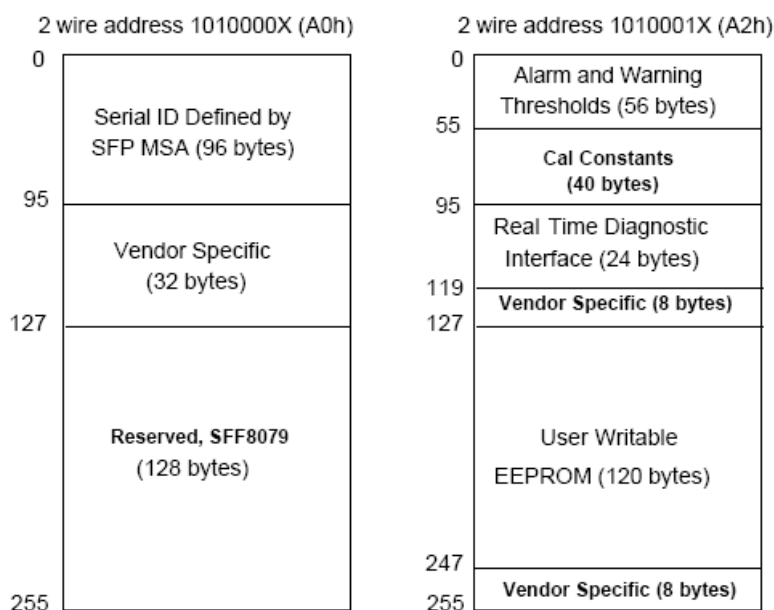 2 wire address 1010000X (A0h)
0
Serial ID Defined by
SFP MSA (96 bytes)
95
Vendor Specific
(32 bytes)
127
Reserved, SFF8079
(128 bytes)
255
2 wire address 1010001X (A2h)
0
Alarm and Warning
Thresholds (56 bytes)
55
Cal Constants
(40 bytes)
95
Real Time Diagnostic
Interface (24 bytes)
119
Vendor Specific (8 bytes)
127
User Writable
EEPROM (120 bytes)
247
Vendor Specific (8 bytes)
255